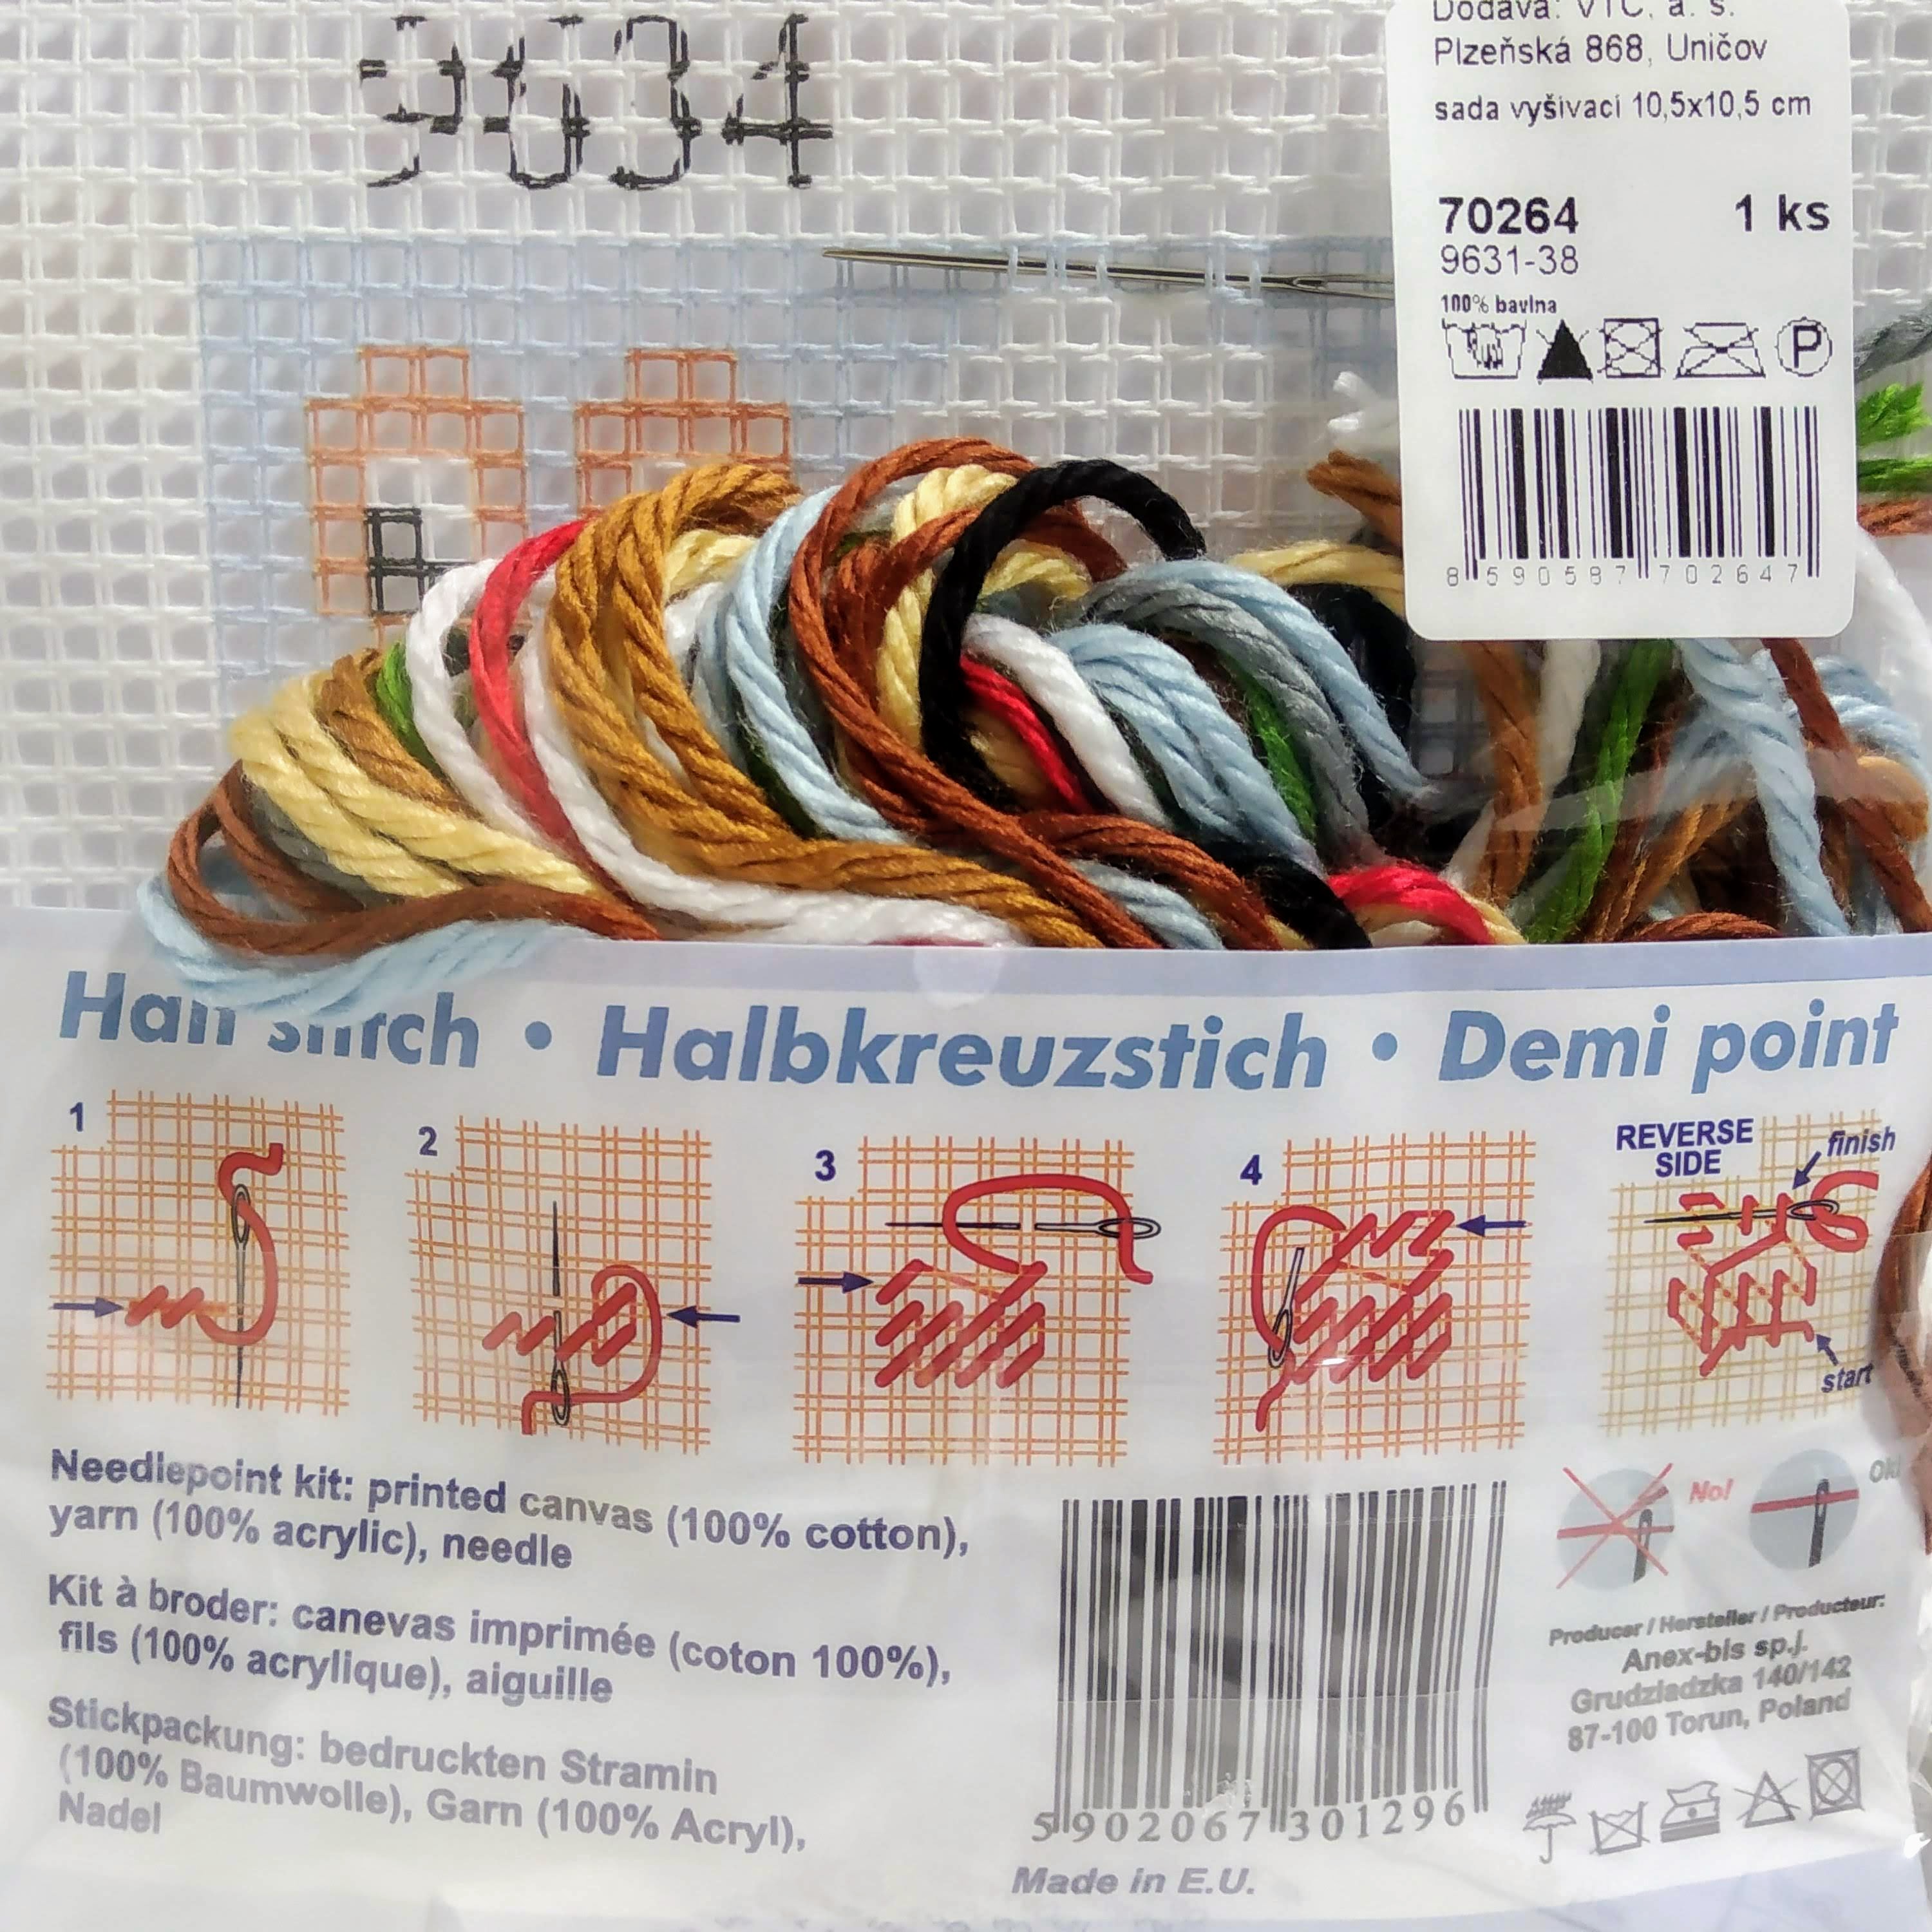 9634
Dodává: VTC, a. s.
Plzeňská 868, Uničov
sada vyšívací 10,5x10,5 cm
70264 1 ks
9631-38
100% bavlna
P
8 590587 702647
Half stitch • Halbkreuzstich • Demi point
1
2
3
4
REVERSE
SIDE
finish
start
Needlepoint kit: printed canvas (100% cotton),
yarn (100% acrylic), needle
Kit à broder: canevas imprimée (coton 100%),
fils (100% acrylique), aiguille
Stickpackung: bedruckten Stramin
(100% Baumwolle), Garn (100% Acryl),
Nadel
5 902067 301296
Made in E.U.
No!
Ok!
Producer / Hersteller / Producteur:
Anex-bis sp.j.
Grudziadzka 140/142
87-100 Torun, Poland